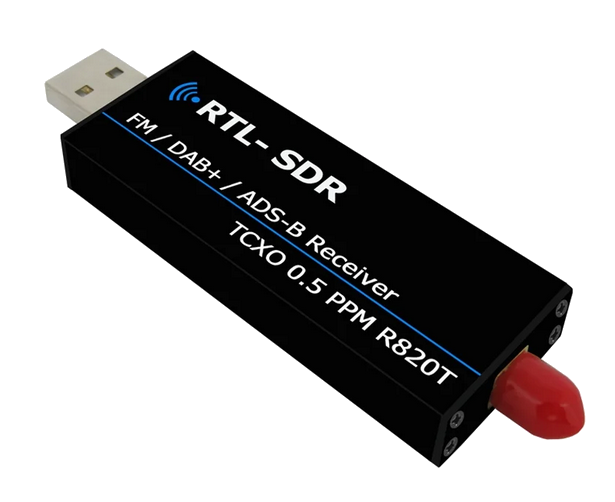 RTL- SDR
FM / DAB+ / ADS-B Receiver
TCXO 0.5 PPM R820T